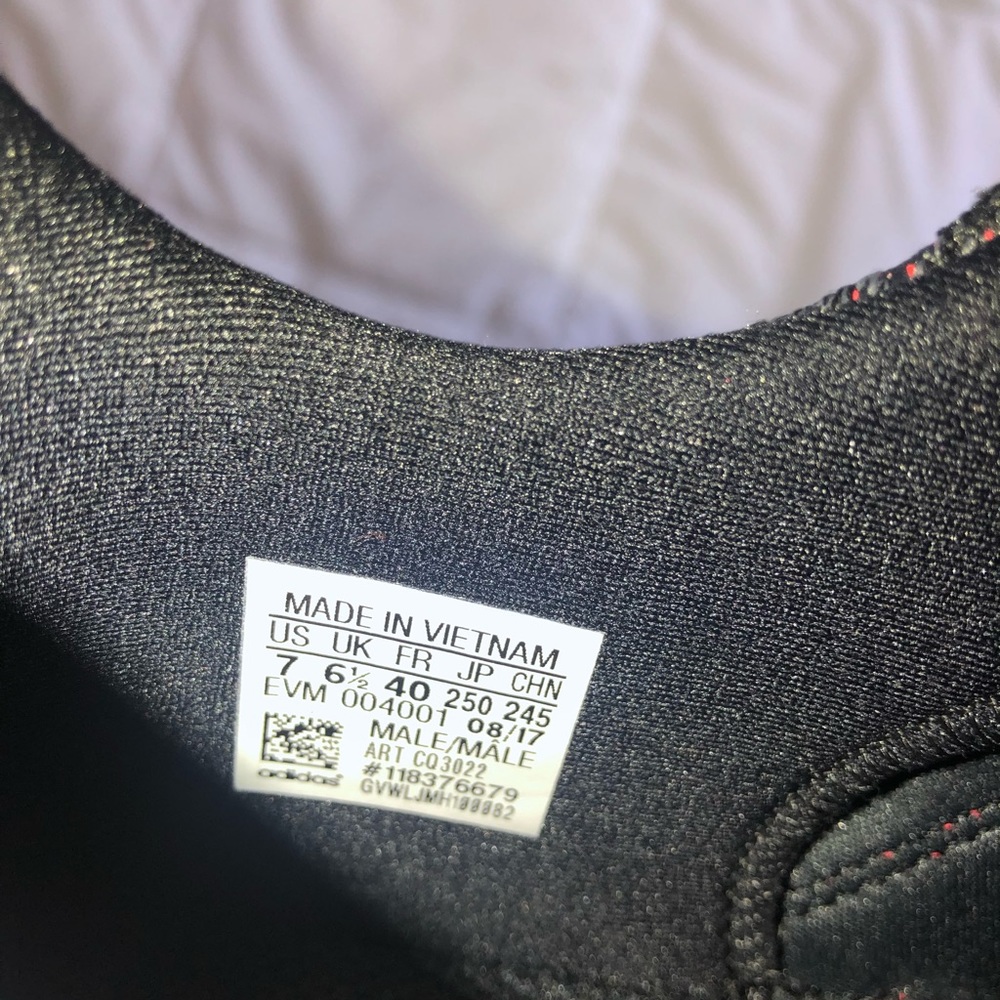 MADE IN VIETNAM
US UK FR JP CHN
7 6½ 40 250 245
EVM 004001 08/17
MALE/MÂLE
ART CQ3022
#118376679
adidas GVWLJMH100082